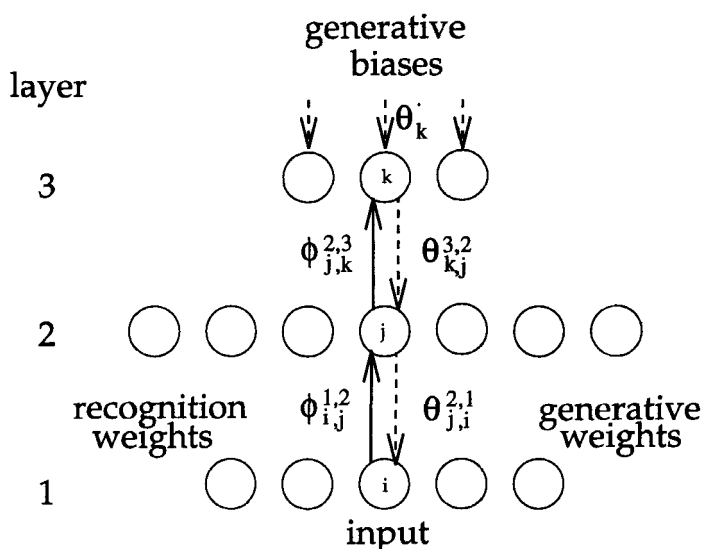 generative
biases
layer
θ˙k
3
k
ϕ2,3j,k
θ3,2k,j
2
j
recognition
weights
ϕ1,2i,j
θ2,1j,i
generative
weights
1
i
input